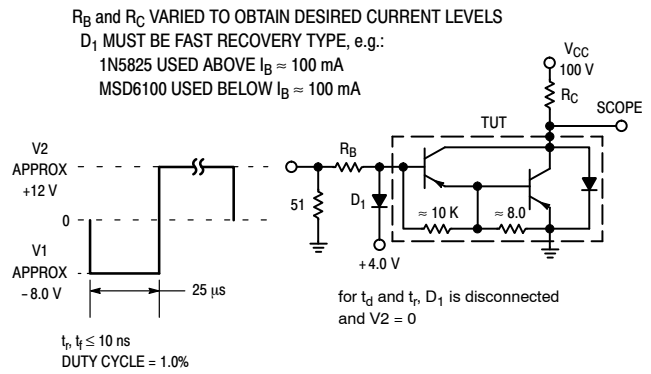 R_B and R_C VARIED TO OBTAIN DESIRED CURRENT LEVELS
D_1 MUST BE FAST RECOVERY TYPE, e.g.:
1N5825 USED ABOVE I_B ≈ 100 mA
MSD6100 USED BELOW I_B ≈ 100 mA
V_CC
100 V
R_C
SCOPE
TUT
V2
APPROX
+12 V
0
V1
APPROX
- 8.0 V
25 μs
R_B
51
D_1
≈ 10 K
≈ 8.0
+ 4.0 V
for t_d and t_r, D_1 is disconnected
and V2 = 0
t_r, t_f ≤ 10 ns
DUTY CYCLE = 1.0%